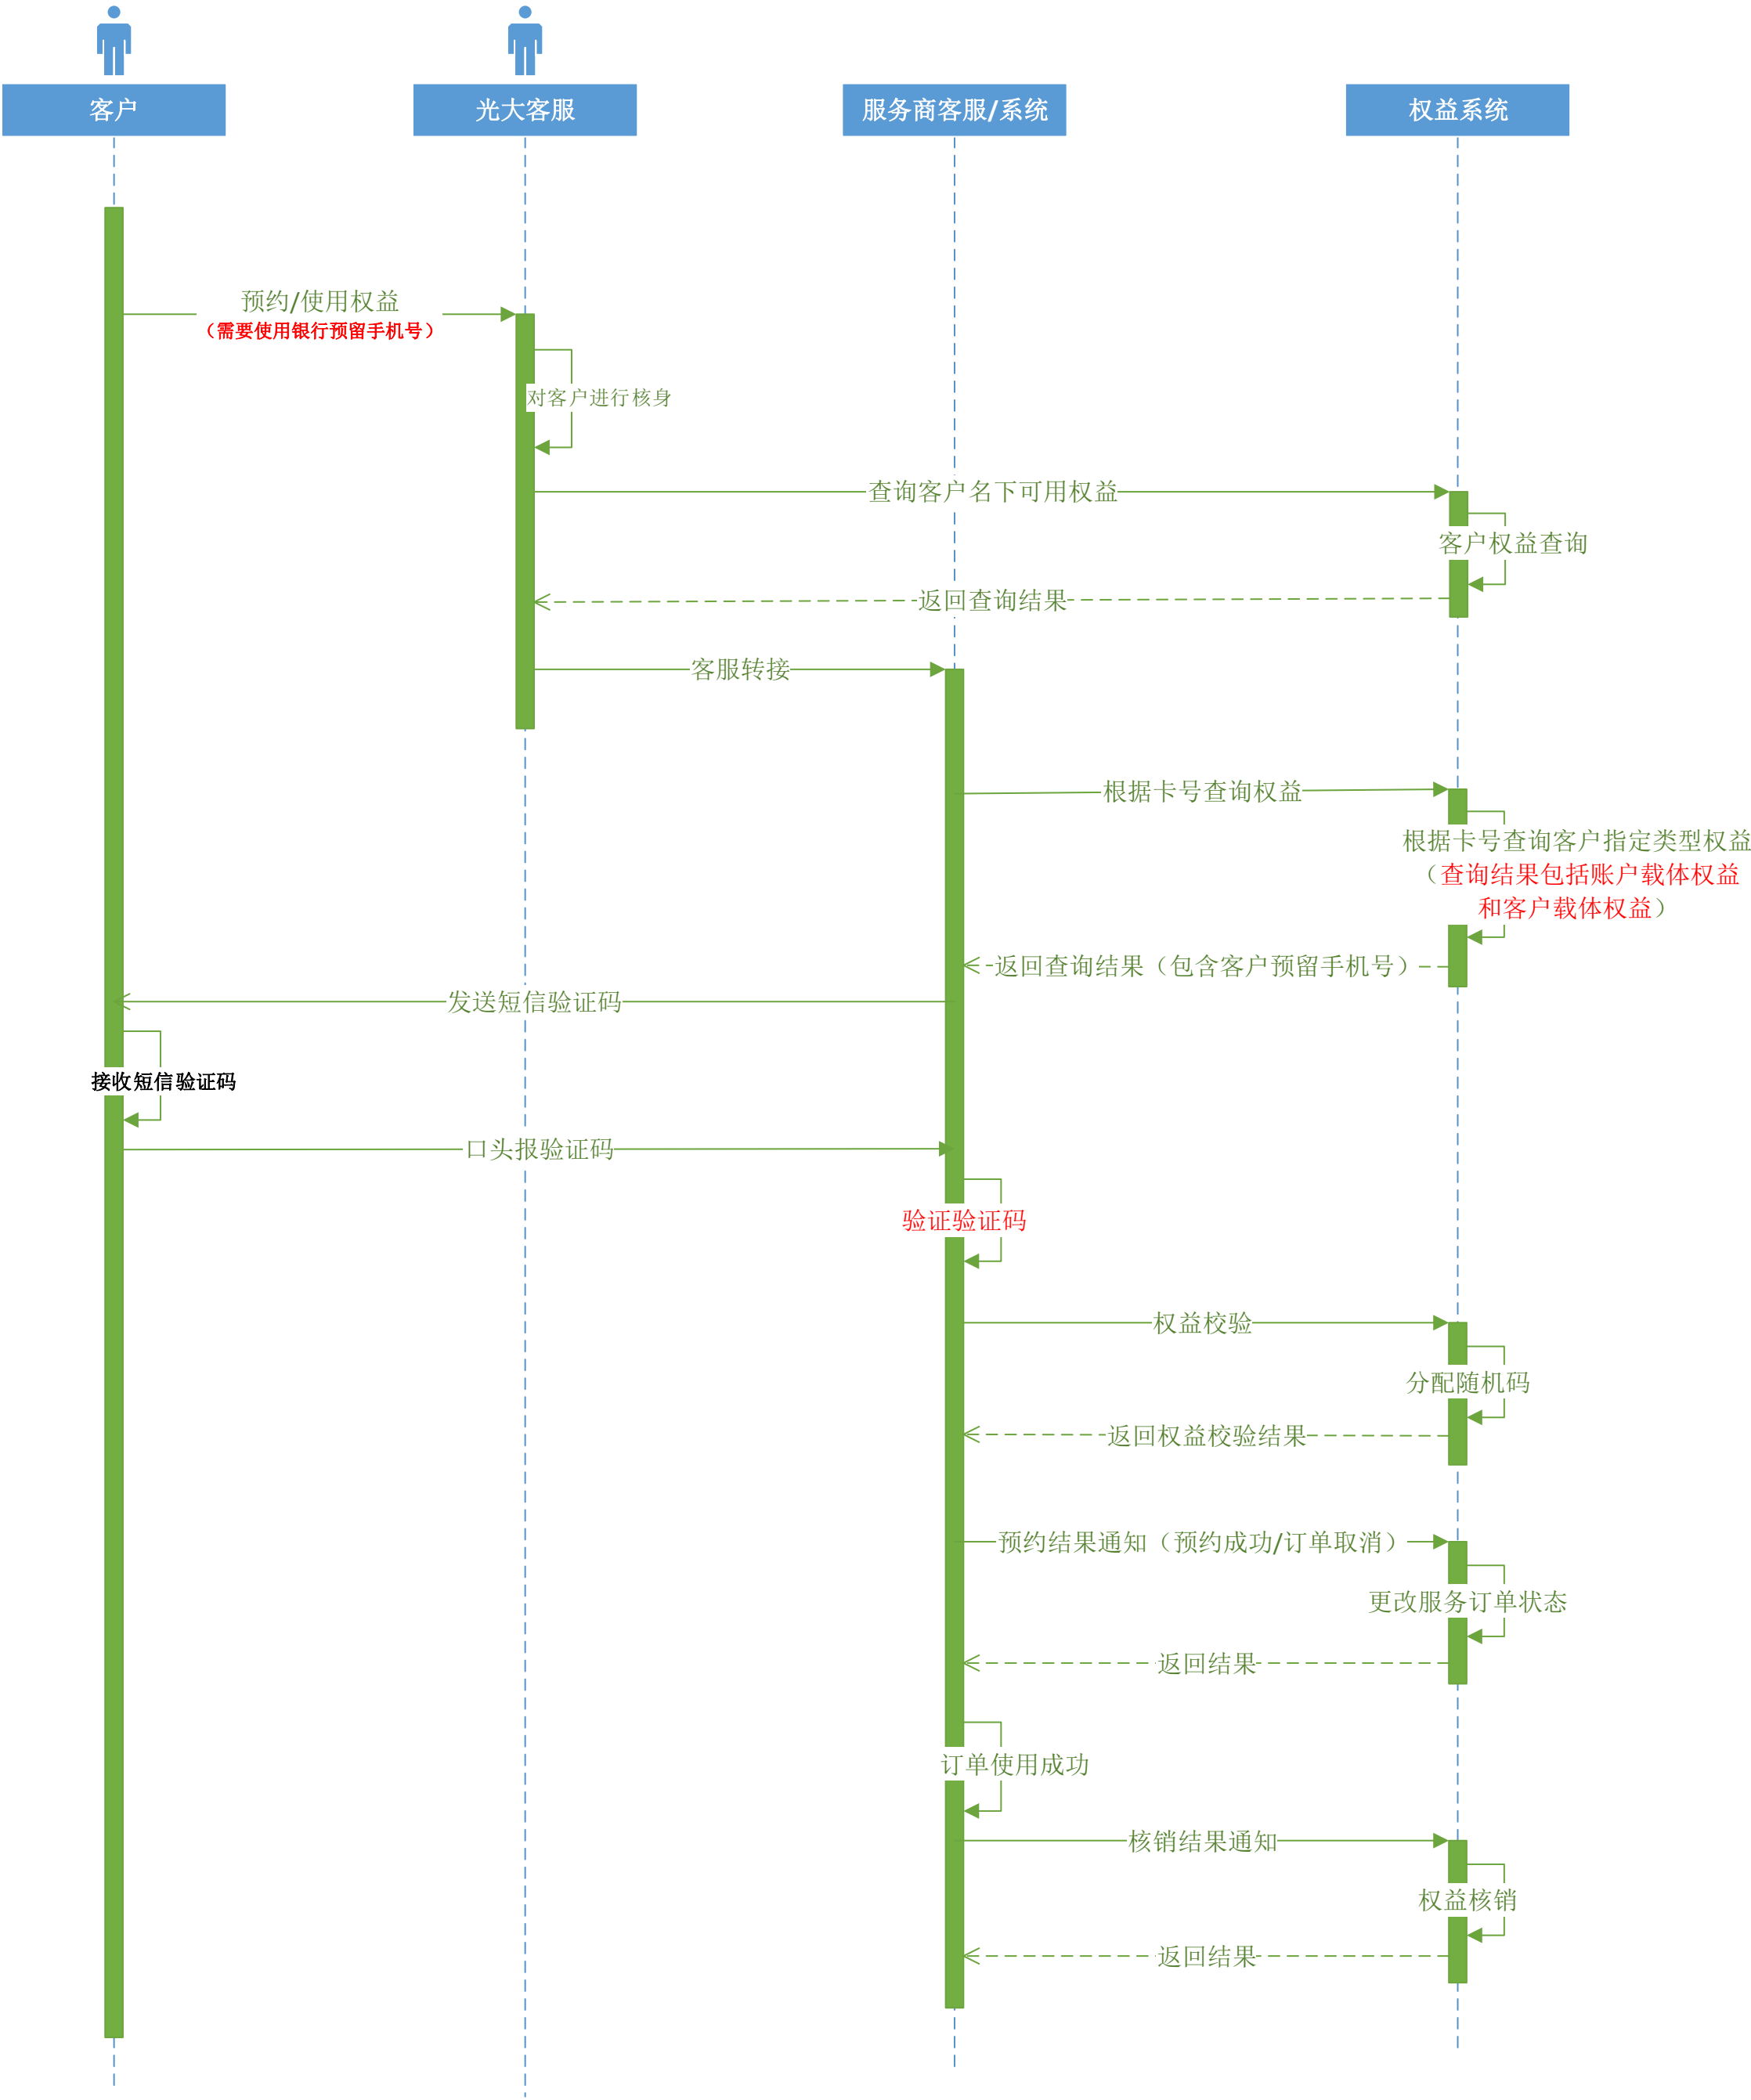 客户
光大客服
服务商客服/系统
权益系统
预约/使用权益
（需要使用银行预留手机号）
对客户进行核身
查询客户名下可用权益
客户权益查询
返回查询结果
客服转接
根据卡号查询权益
根据卡号查询客户指定类型权益
（查询结果包括账户载体权益
和客户载体权益）
返回查询结果（包含客户预留手机号）
发送短信验证码
接收短信验证码
口头报验证码
验证验证码
权益校验
分配随机码
返回权益校验结果
预约结果通知（预约成功/订单取消）
更改服务订单状态
返回结果
订单使用成功
核销结果通知
权益核销
返回结果